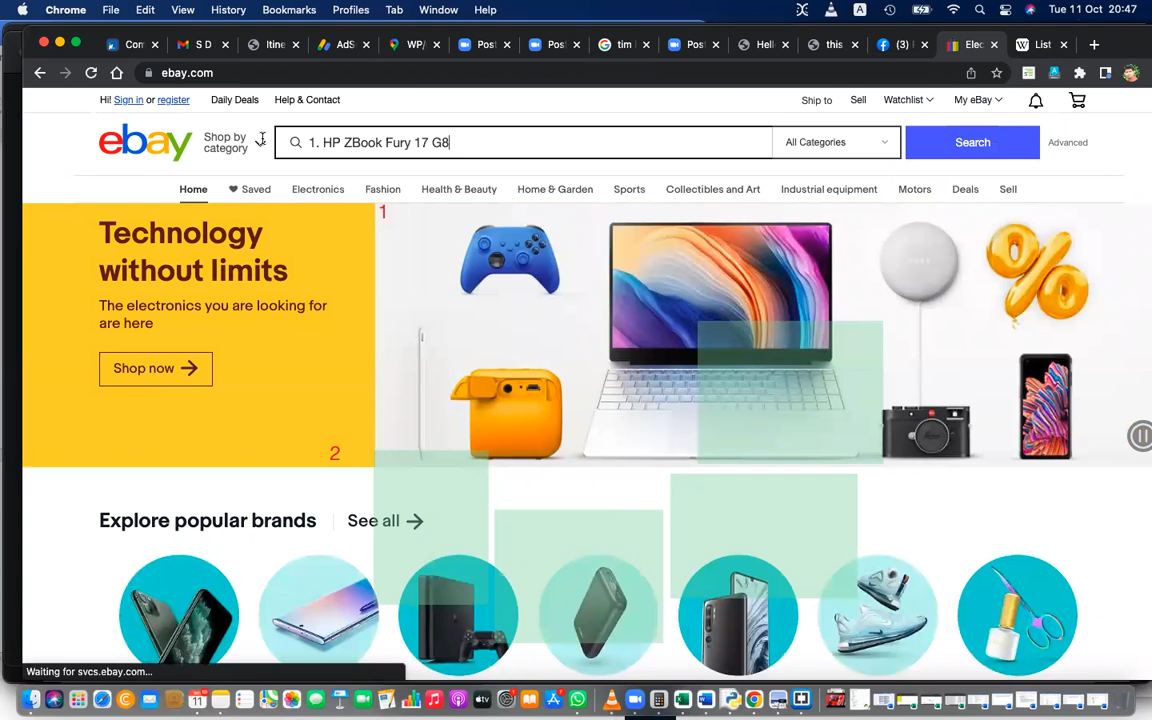 Chrome File Edit View History Bookmarks Profiles Tab Window Help A Tue 11 Oct 20:47
Con S D Itine AdS WP/ Post Post tim l Post Hell this (3) Elec List
ebay.com
Hi! Sign in or register Daily Deals Help & Contact Ship to Sell Watchlist My eBay
ebay Shop by category 1. HP ZBook Fury 17 G8 All Categories Search Advanced
Home Saved Electronics Fashion Health & Beauty Home & Garden Sports Collectibles and Art Industrial equipment Motors Deals Sell
1
Technology
without limits
The electronics you are looking for
are here
Shop now
2
Explore popular brands See all
Waiting for svcs.ebay.com...